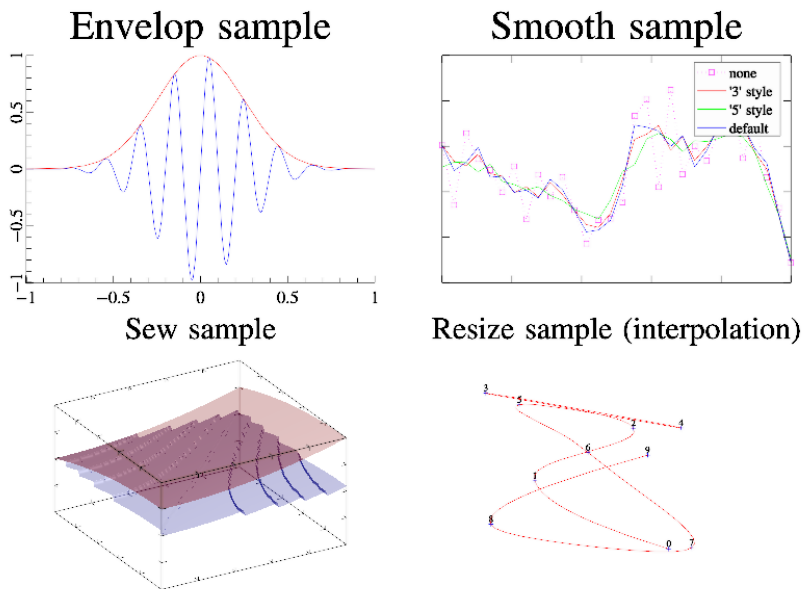 Envelop sample
Smooth sample
1
0.5
0
−0.5
−1
−1
−0.5
0
0.5
1
none
'3' style
'5' style
default
Sew sample
Resize sample (interpolation)
3
5
2
4
6
9
1
8
0
7